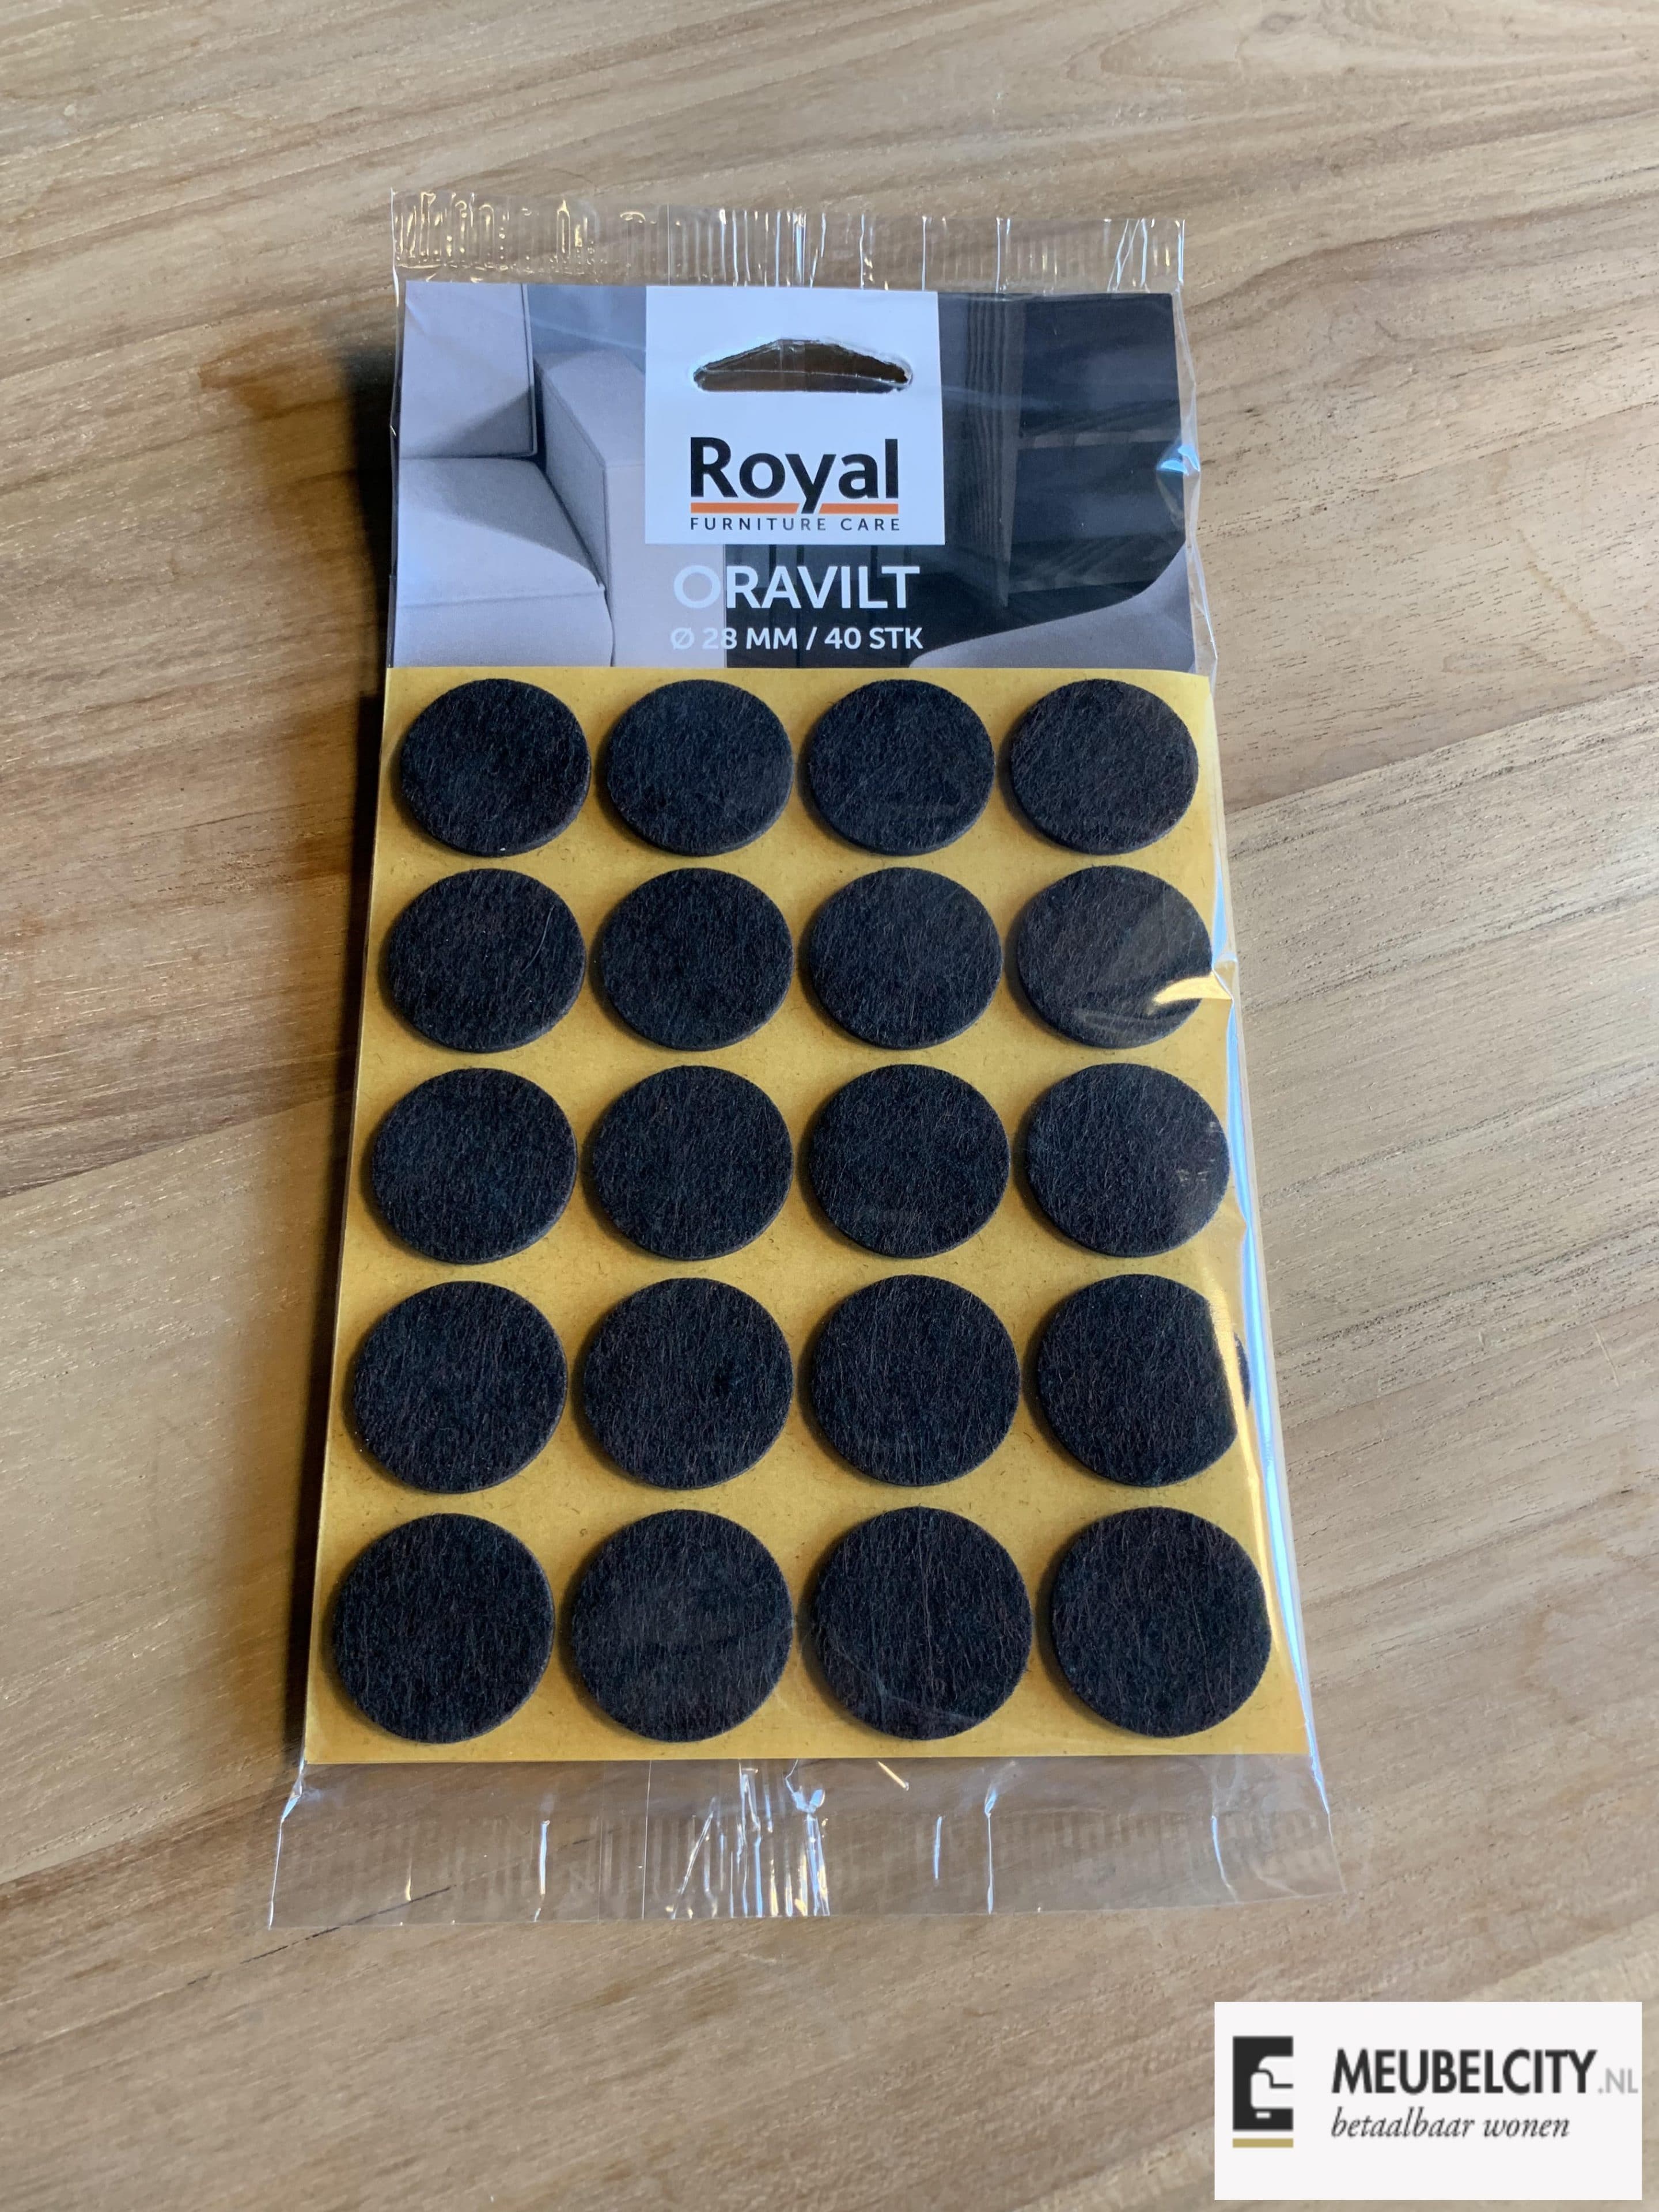 Royal
FURNITURE CARE
ORAVILT
Ø 28 MM / 40 STK
MEUBELCITY.NL
betaalbaar wonen